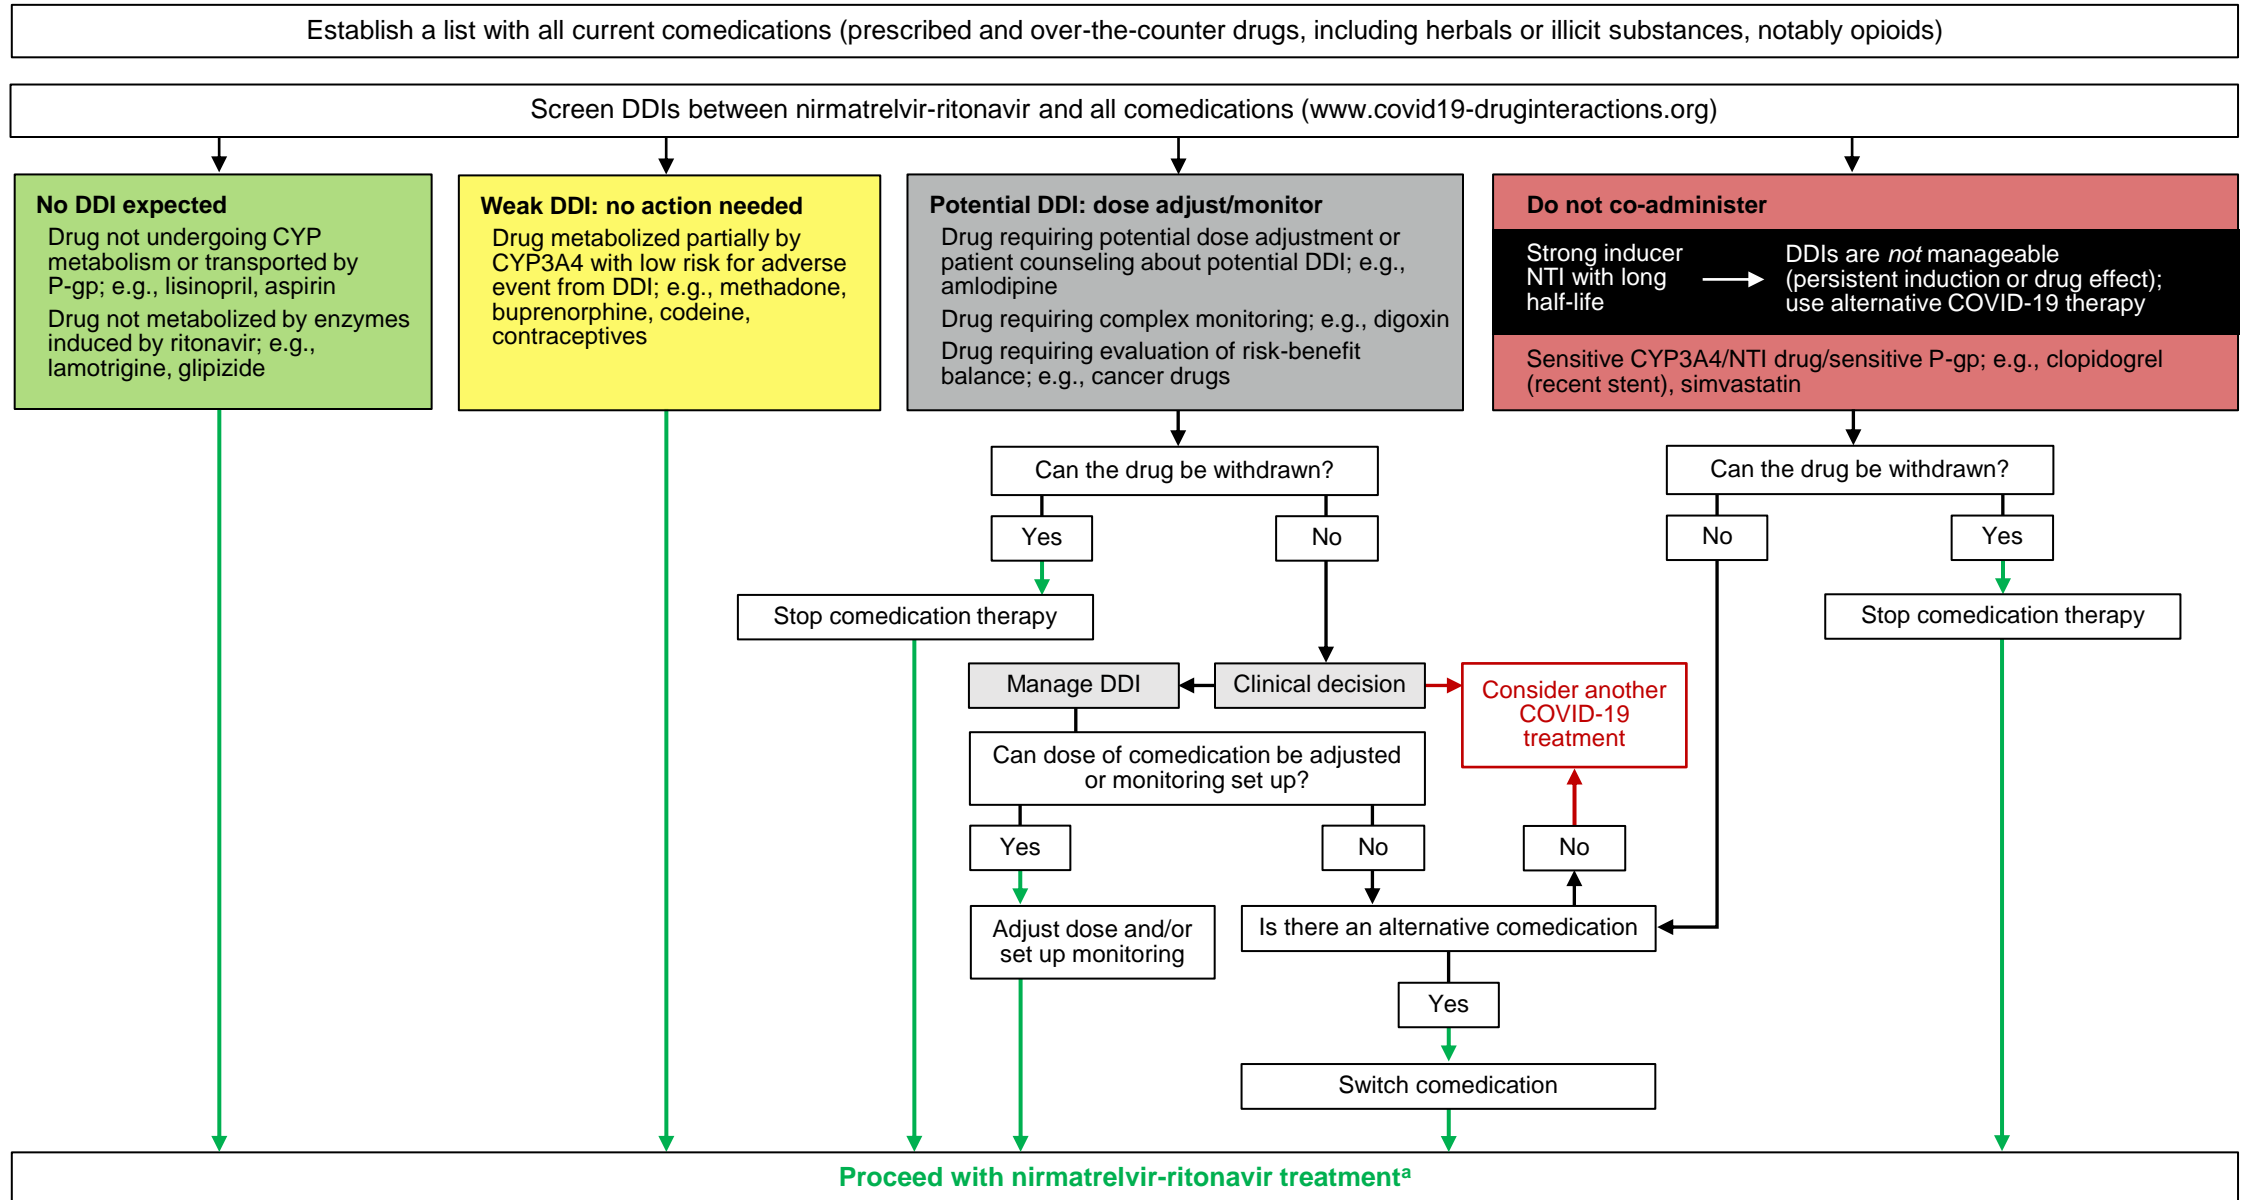 Establish a list with all current comedications (prescribed and over-the-counter drugs, including herbals or illicit substances, notably opioids)
Screen DDIs between nirmatrelvir-ritonavir and all comedications (www.covid19-druginteractions.org)
No DDI expected
Drug not undergoing CYP
metabolism or transported by
P-gp; e.g., lisinopril, aspirin
Drug not metabolized by enzymes
induced by ritonavir; e.g.,
lamotrigine, glipizide
Weak DDI: no action needed
Drug metabolized partially by
CYP3A4 with low risk for adverse
event from DDI; e.g., methadone,
buprenorphine, codeine,
contraceptives
Potential DDI: dose adjust/monitor
Drug requiring potential dose adjustment or
patient counseling about potential DDI; e.g.,
amlodipine
Drug requiring complex monitoring; e.g., digoxin
Drug requiring evaluation of risk-benefit
balance; e.g., cancer drugs
Do not co-administer
Strong inducer
NTI with long
half-life
DDIs are not manageable
(persistent induction or drug effect);
use alternative COVID-19 therapy
Sensitive CYP3A4/NTI drug/sensitive P-gp; e.g., clopidogrel
(recent stent), simvastatin
Can the drug be withdrawn?
Can the drug be withdrawn?
Yes
No
No
Yes
Stop comedication therapy
Stop comedication therapy
Manage DDI
Clinical decision
Consider another
COVID-19
treatment
Can dose of comedication be adjusted
or monitoring set up?
Yes
No
No
Adjust dose and/or
set up monitoring
Is there an alternative comedication
Yes
Switch comedication
Proceed with nirmatrelvir-ritonavir treatmentᵃ